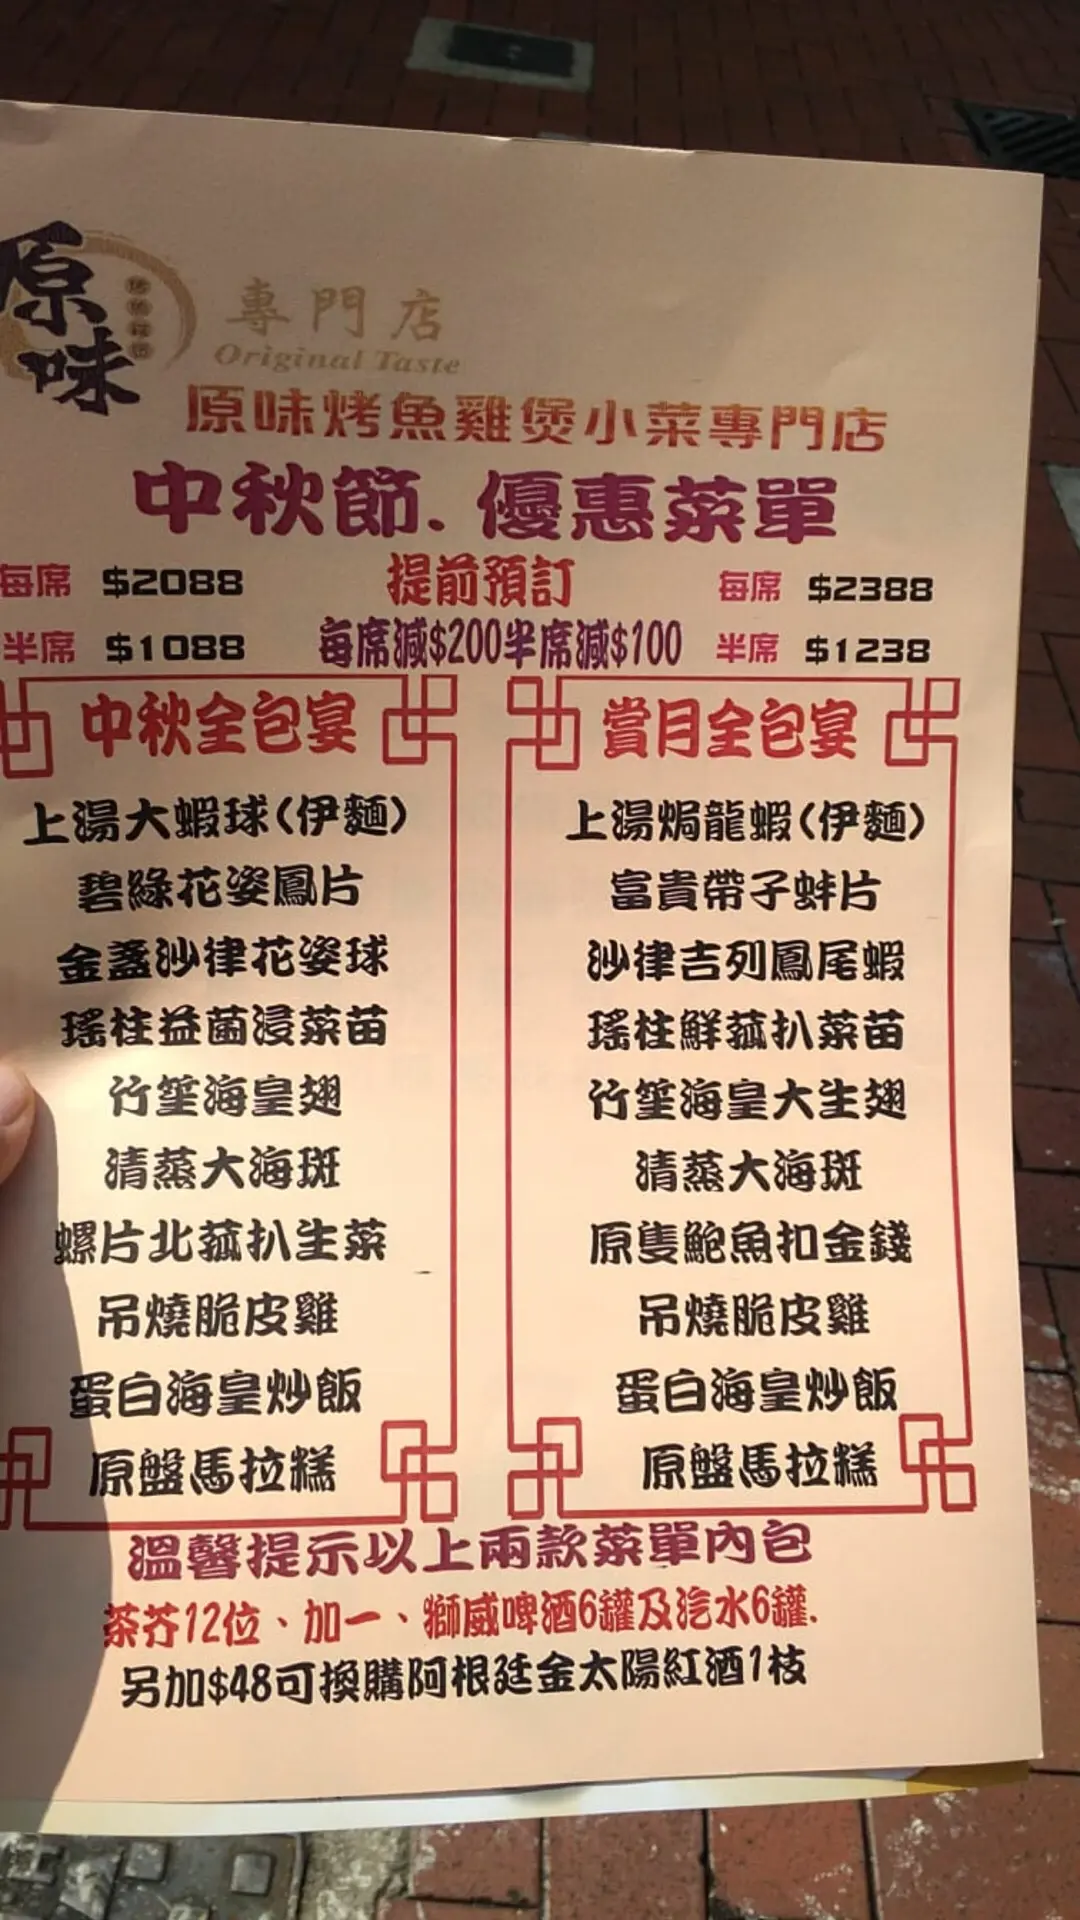 原味
專門店
Original Taste
原味烤魚雞煲小菜專門店
中秋節.優惠菜單
每席 $2088 提前預訂 每席 $2388
半席 $1088 每席減$200半席減$100 半席 $1238
中秋全包宴
上湯大蝦球(伊麵)
碧綠花姿鳳片
金盞沙律花姿球
瑤柱益菌浸菜苗
竹笙海皇翅
清蒸大海斑
螺片北菰扒生菜
吊燒脆皮雞
蛋白海皇炒飯
原盤馬拉糕
賞月全包宴
上湯焗龍蝦(伊麵)
富貴帶子蚌片
沙律吉列鳳尾蝦
瑤柱鮮菰扒菜苗
竹笙海皇大生翅
清蒸大海斑
原隻鮑魚扣金錢
吊燒脆皮雞
蛋白海皇炒飯
原盤馬拉糕
溫馨提示以上兩款菜單內包
茶芥12位、加一、獅威啤酒6罐及汽水6罐.
另加$48可換購阿根廷金太陽紅酒1枝